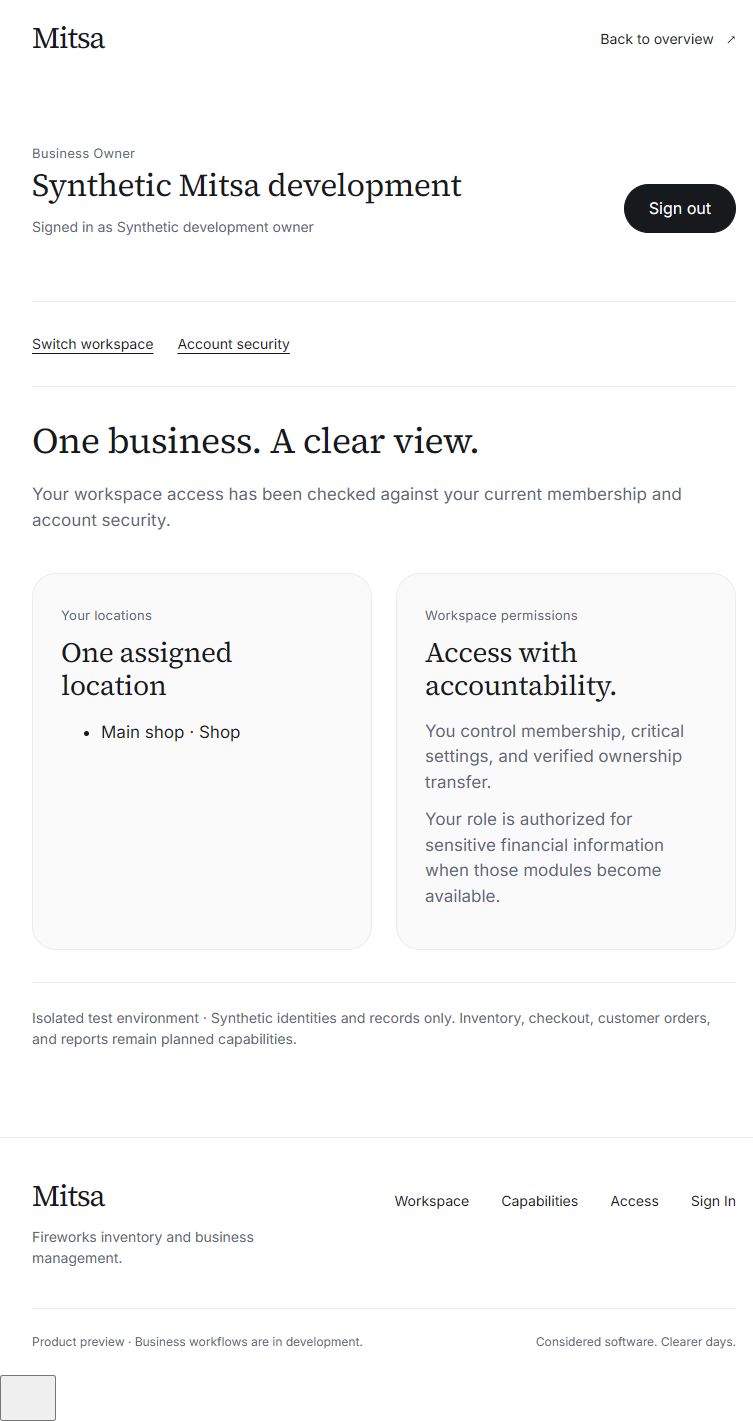 Mitsa
Back to overview ↗
Business Owner
Synthetic Mitsa development
Signed in as Synthetic development owner
Sign out
Switch workspace
Account security
One business. A clear view.
Your workspace access has been checked against your current membership and
account security.
Your locations
One assigned
location
• Main shop · Shop
Workspace permissions
Access with
accountability.
You control membership, critical
settings, and verified ownership
transfer.
Your role is authorized for
sensitive financial information
when those modules become
available.
Isolated test environment · Synthetic identities and records only. Inventory, checkout, customer orders,
and reports remain planned capabilities.
Mitsa
Fireworks inventory and business
management.
Workspace
Capabilities
Access
Sign In
Product preview · Business workflows are in development.
Considered software. Clearer days.